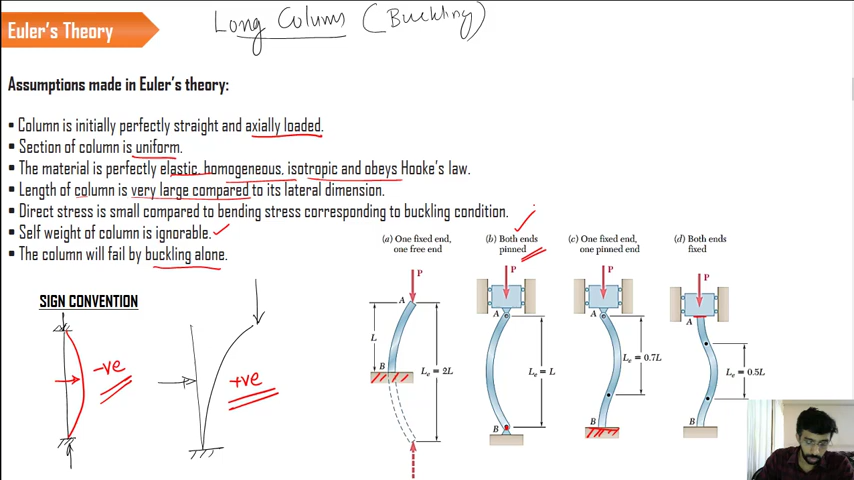 Long Column (Buckling)
Euler's Theory
Assumptions made in Euler's theory:
▪ Column is initially perfectly straight and axially loaded.
▪ Section of column is uniform.
▪ The material is perfectly elastic, homogeneous, isotropic and obeys Hooke's law.
▪ Length of column is very large compared to its lateral dimension.
▪ Direct stress is small compared to bending stress corresponding to buckling condition.
▪ Self weight of column is ignorable.
▪ The column will fail by buckling alone.
SIGN CONVENTION
-ve
+ve
(a) One fixed end,
one free end
P
A
L
B
Le = 2L
(b) Both ends
pinned
P
A
Le = L
B
(c) One fixed end,
one pinned end
P
A
Le = 0.7L
B
(d) Both ends
fixed
P
A
Le = 0.5L
B